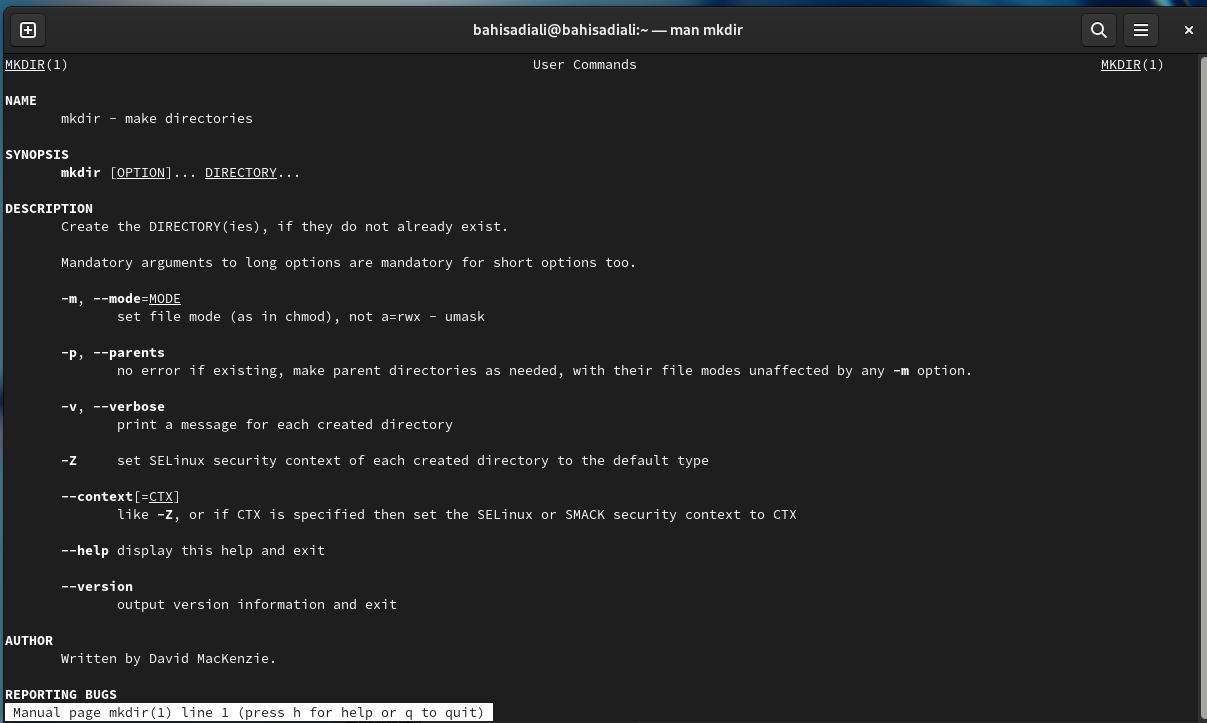 bahisadiali@bahisadiali:~ — man mkdir
MKDIR(1) User Commands MKDIR(1)
NAME
mkdir - make directories
SYNOPSIS
mkdir [OPTION]... DIRECTORY...
DESCRIPTION
Create the DIRECTORY(ies), if they do not already exist.
Mandatory arguments to long options are mandatory for short options too.
-m, --mode=MODE
set file mode (as in chmod), not a=rwx - umask
-p, --parents
no error if existing, make parent directories as needed, with their file modes unaffected by any -m option.
-v, --verbose
print a message for each created directory
-Z set SELinux security context of each created directory to the default type
--context[=CTX]
like -Z, or if CTX is specified then set the SELinux or SMACK security context to CTX
--help display this help and exit
--version
output version information and exit
AUTHOR
Written by David MacKenzie.
REPORTING BUGS
Manual page mkdir(1) line 1 (press h for help or q to quit)